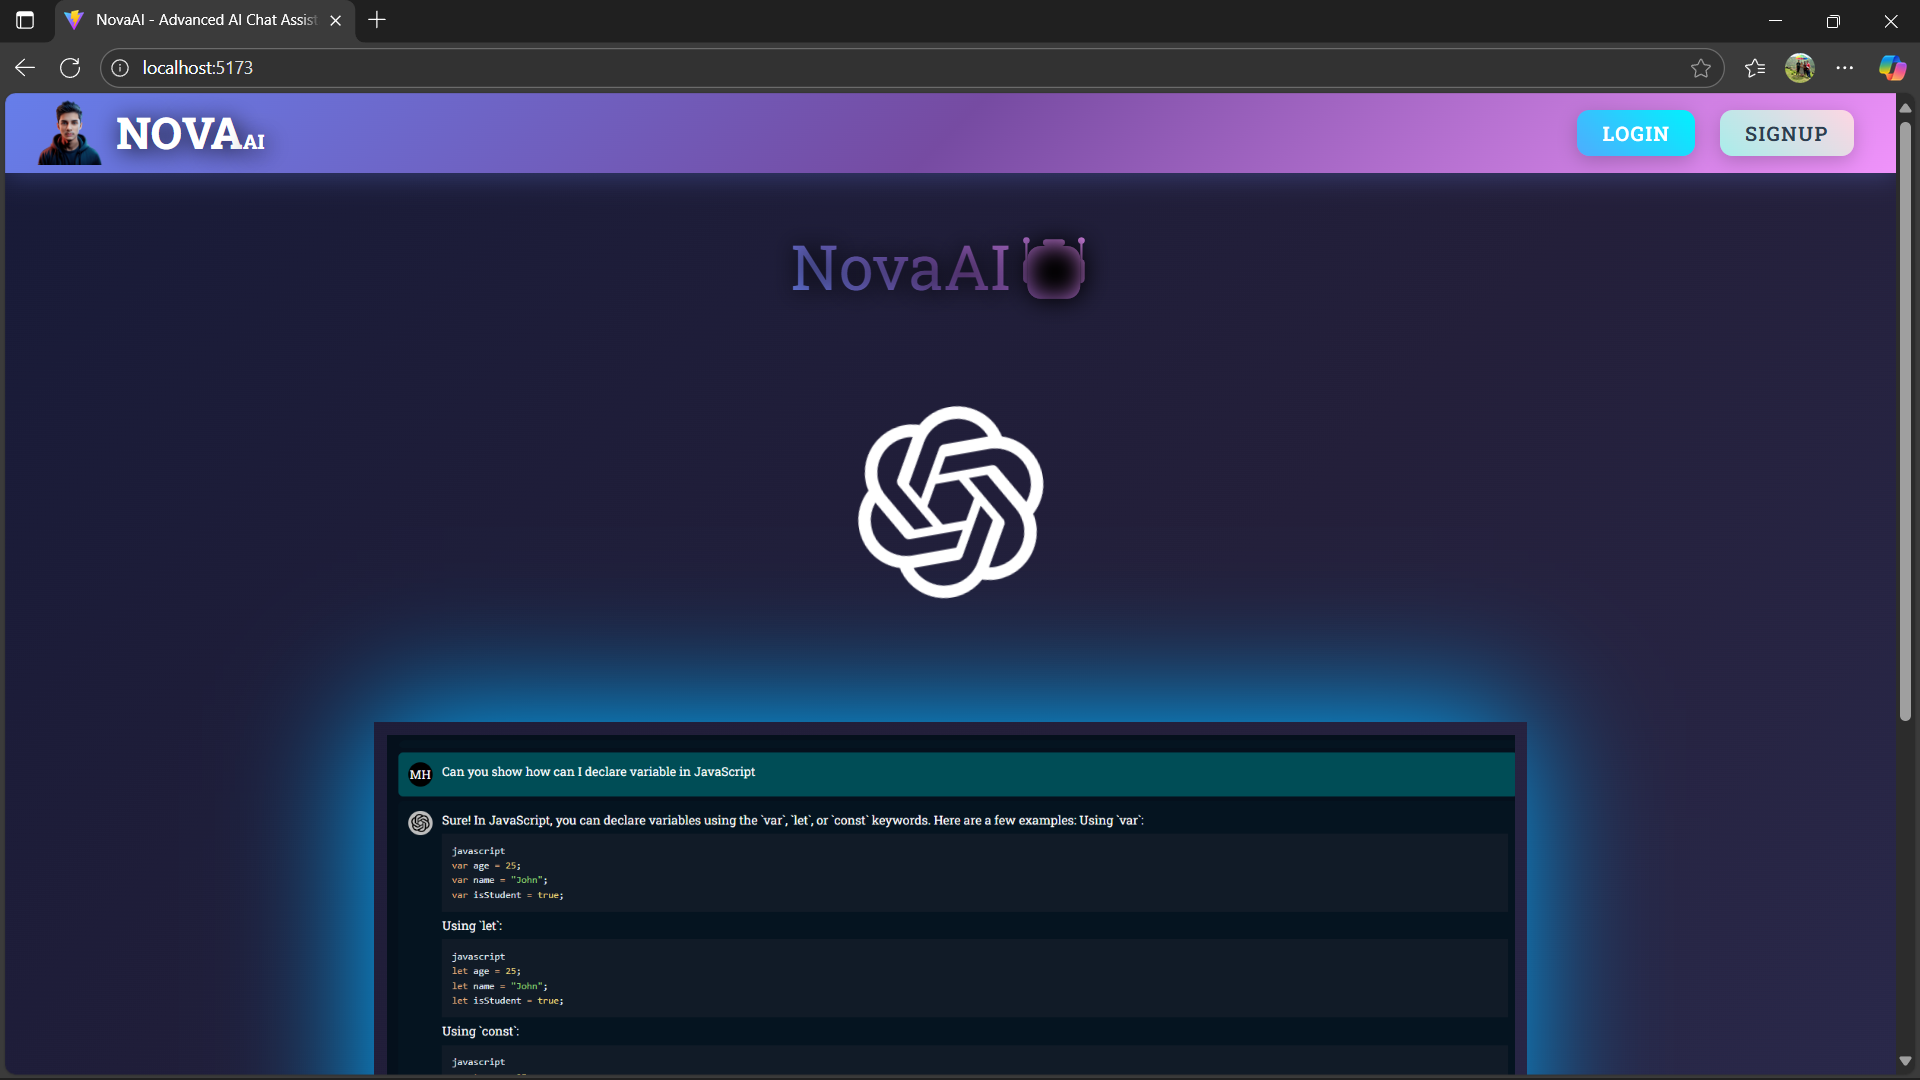 NovaAI - Advanced AI Chat Assist
localhost:5173
NOVAAI
LOGIN
SIGNUP
NovaAI
MH
Can you show how can I declare variable in JavaScript
Sure! In JavaScript, you can declare variables using the `var`, `let`, or `const` keywords. Here are a few examples: Using `var`:
javascript
var age = 25;
var name = "John";
var isStudent = true;
Using `let`:
javascript
let age = 25;
let name = "John";
let isStudent = true;
Using `const`:
javascript